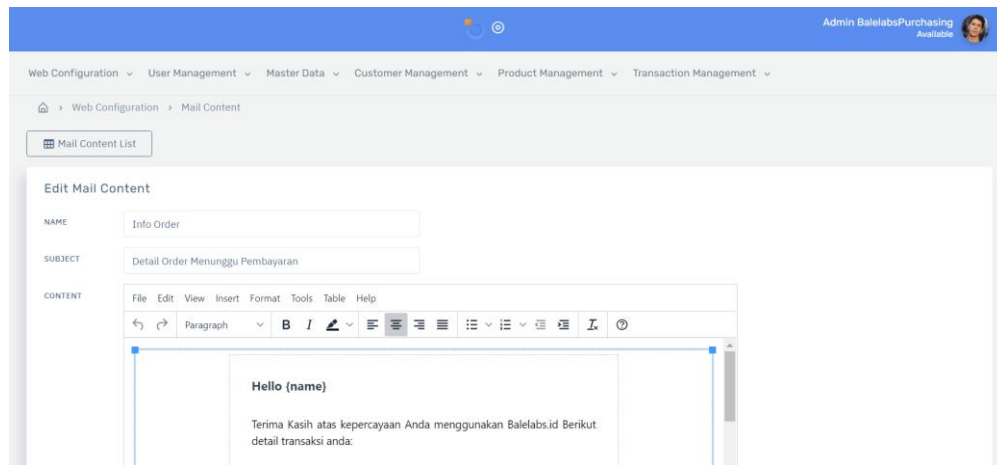 Admin BalelabsPurchasing
Available
Web Configuration User Management Master Data Customer Management Product Management Transaction Management
Web Configuration > Mail Content
Mail Content List
Edit Mail Content
NAME Info Order
SUBJECT Detail Order Menunggu Pembayaran
CONTENT File Edit View Insert Format Tools Table Help
Paragraph B I
Hello {name}
Terima Kasih atas kepercayaan Anda menggunakan Balelabs.id Berikut
detail transaksi anda: